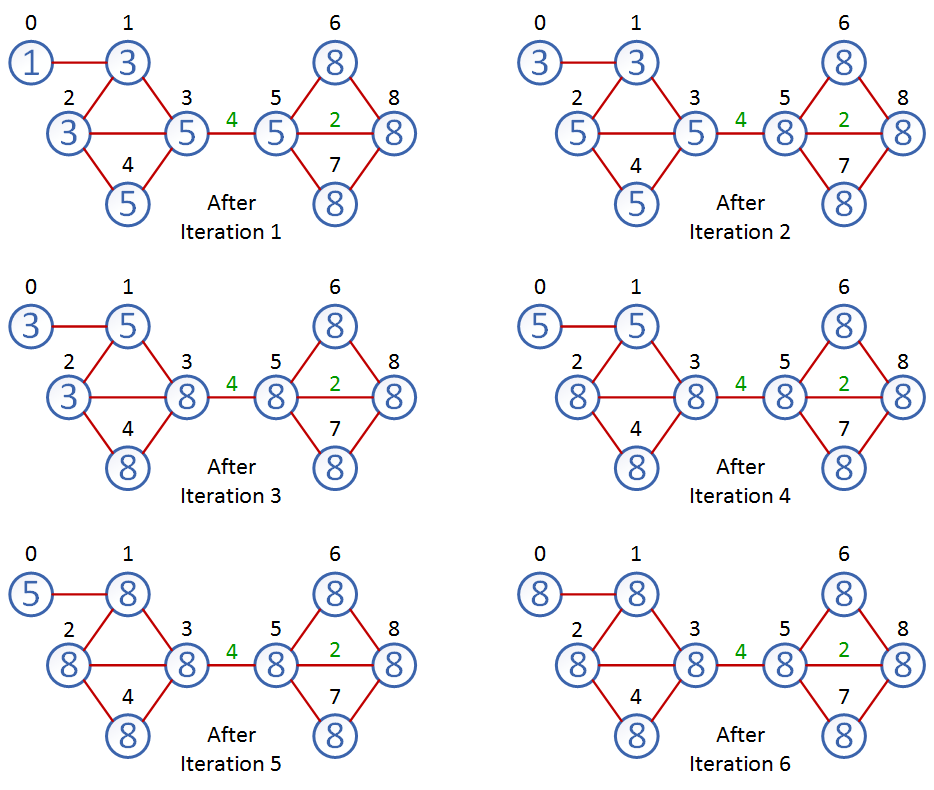 0 1 6
1 3 8
2 3 5 8
4 2
3 5 5 8
4 7
5 After 8
Iteration 1
0 1 6
3 3 8
2 3 5 8
4 2
5 5 8 8
4 7
5 After 8
Iteration 2
0 1 6
3 5 8
2 3 5 8
4 2
3 8 8 8
4 7
8 After 8
Iteration 3
0 1 6
5 5 8
2 3 5 8
4 2
8 8 8 8
4 7
8 After 8
Iteration 4
0 1 6
5 8 8
2 3 5 8
4 2
8 8 8 8
4 7
8 After 8
Iteration 5
0 1 6
8 8 8
2 3 5 8
4 2
8 8 8 8
4 7
8 After 8
Iteration 6